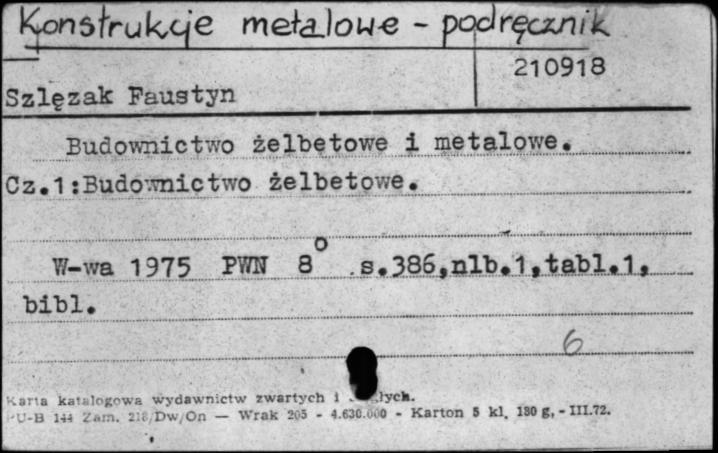 Konstrukcje metalowe - podręcznik
210918
Szlęzak Faustyn
Budownictwo żelbetowe i metalowe.
Cz.1:Budownictwo żelbetowe.
W-wa 1975 PWN 8° s.386,nlb.1,tabl.1,
bibl.
6
Karta katalogowa wydawnictw zwartych i
PU-B 144 Zam. 218/Dw/On — Wrak 205 - 4.630.000 - Karton 5 kl. 180 g, - III.72.